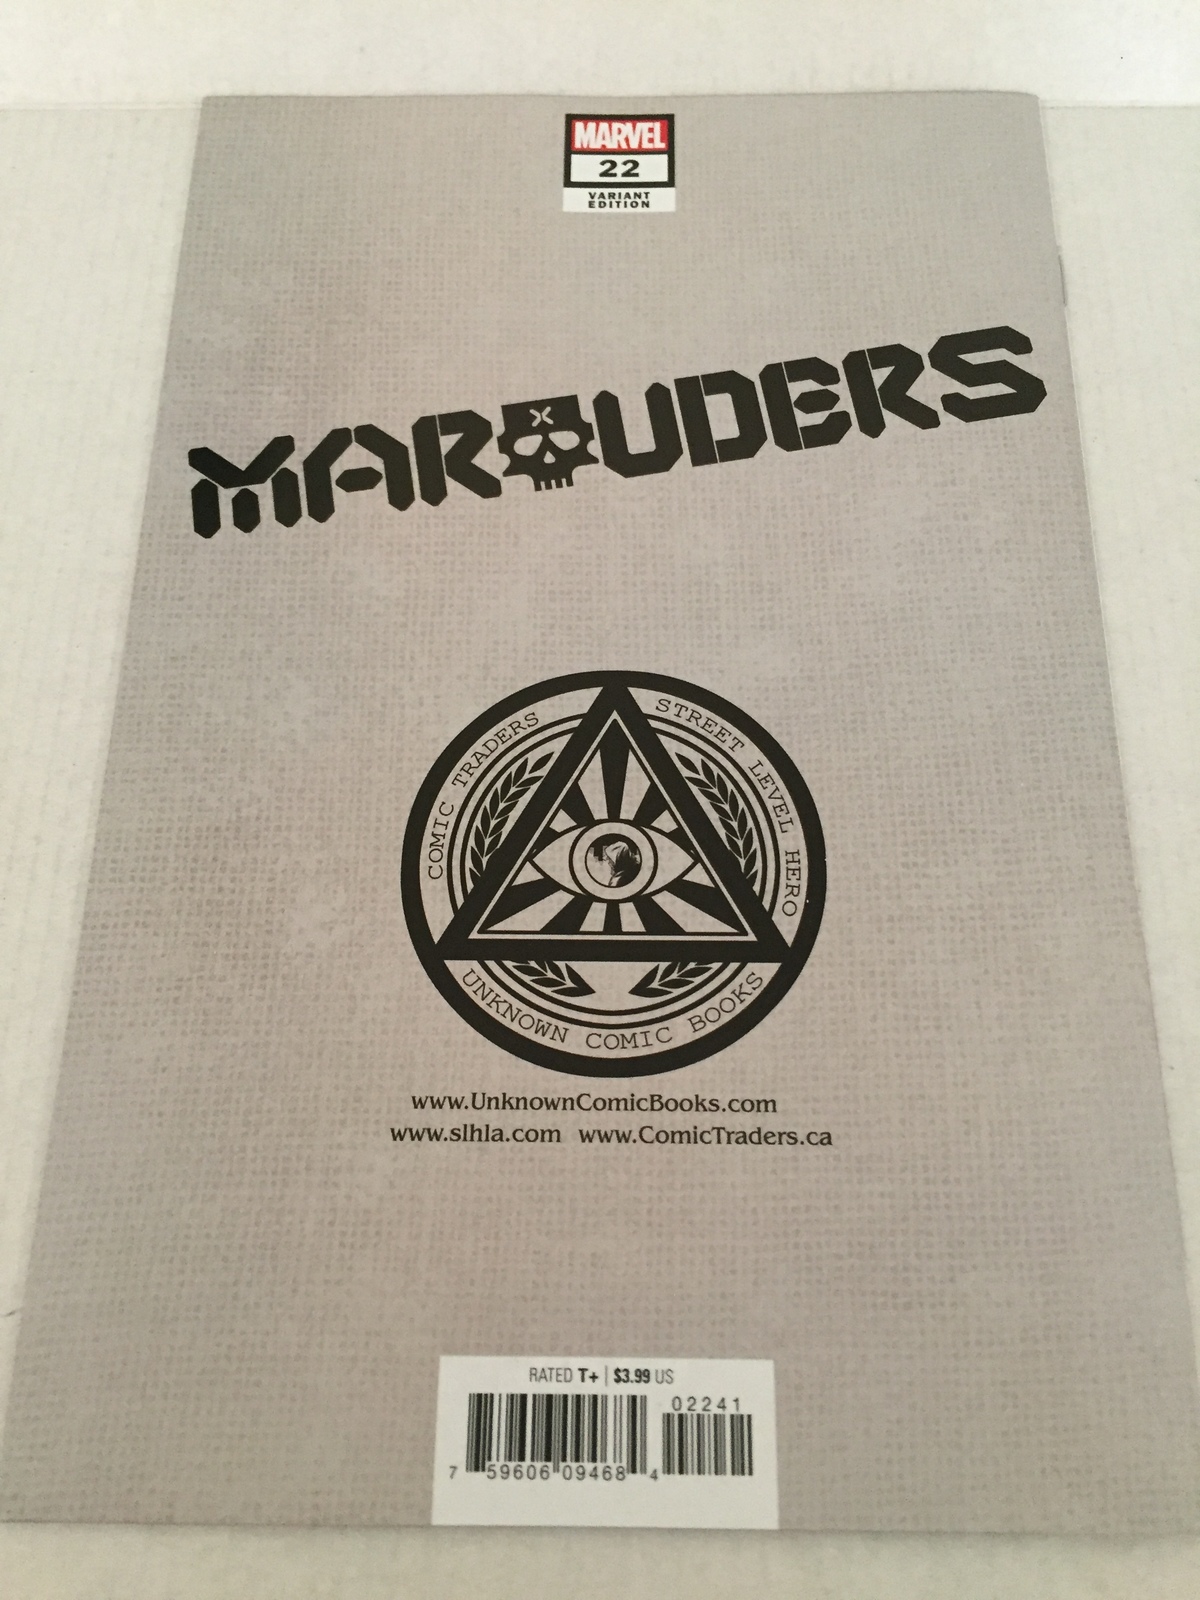 MARVEL
22
VARIANT
EDITION
MARAUDERS
COMIC TRADERS
STREET LEVEL HERO
UNKNOWN COMIC BOOKS
www.UnknownComicBooks.com
www.slhla.com www.ComicTraders.ca
RATED T+ | $3.99 US
02241
7 59606 09468 4